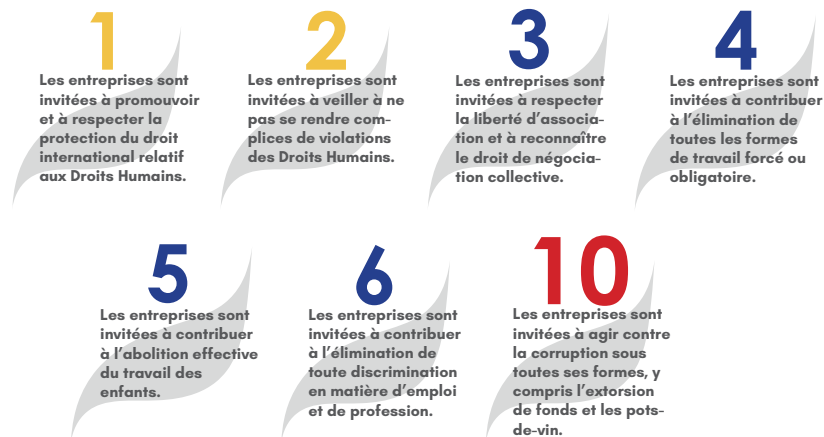 1
Les entreprises sont
invitées à promouvoir
et à respecter la
protection du droit
international relatif
aux Droits Humains.
2
Les entreprises sont
invitées à veiller à ne
pas se rendre com-
plices de violations
des Droits Humains.
3
Les entreprises sont
invitées à respecter
la liberté d'associa-
tion et à reconnaître
le droit de négocia-
tion collective.
4
Les entreprises sont
invitées à contribuer
à l'élimination de
toutes les formes
de travail forcé ou
obligatoire.
5
Les entreprises sont
invitées à contribuer
à l'abolition effective
du travail des
enfants.
6
Les entreprises sont
invitées à contribuer
à l'élimination de
toute discrimination
en matière d'emploi
et de profession.
10
Les entreprises sont
invitées à agir contre
la corruption sous
toutes ses formes, y
compris l'extorsion
de fonds et les pots-
de-vin.